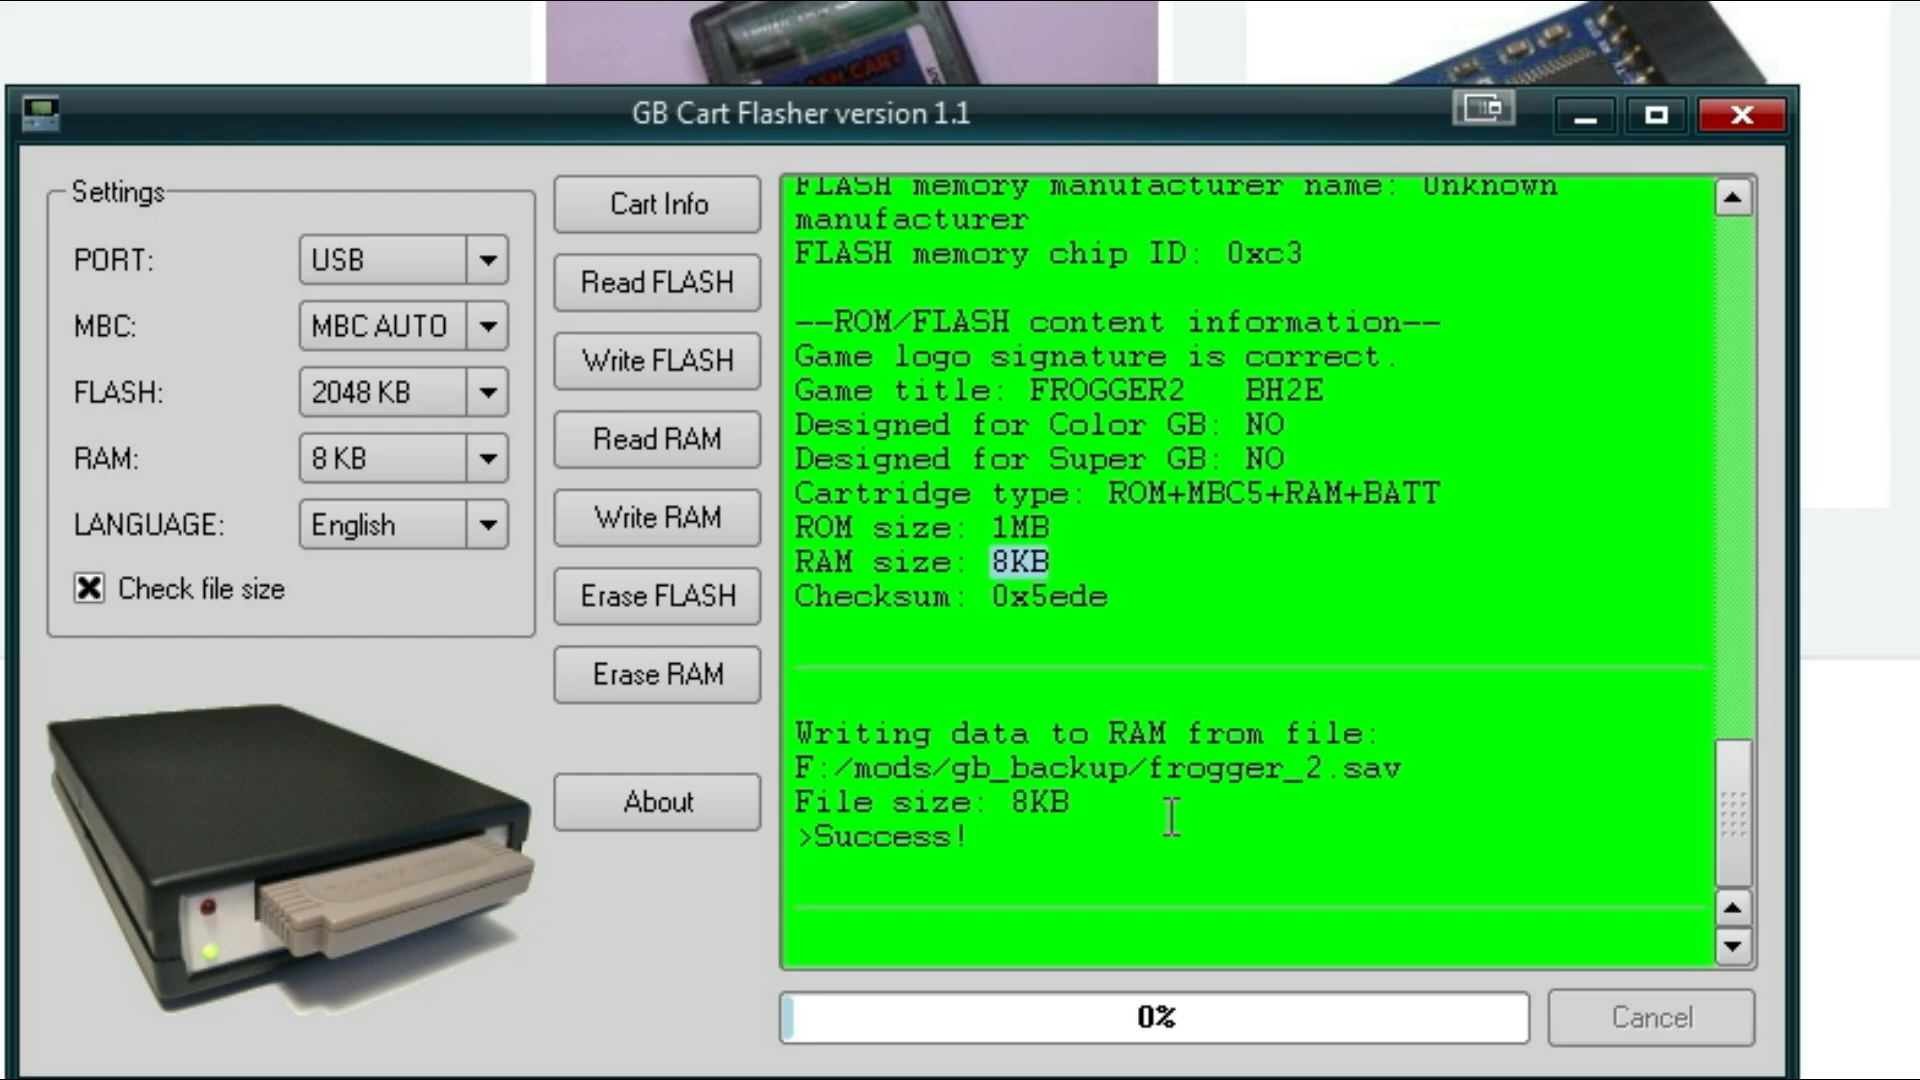 GB Cart Flasher version 1.1
Settings
PORT: USB
MBC: MBC AUTO
FLASH: 2048 KB
RAM: 8 KB
LANGUAGE: English
Check file size
Cart Info
Read FLASH
Write FLASH
Read RAM
Write RAM
Erase FLASH
Erase RAM
About
FLASH memory manufacturer name: Unknown
manufacturer
FLASH memory chip ID: 0xc3
--ROM/FLASH content information--
Game logo signature is correct.
Game title: FROGGER2 BH2E
Designed for Color GB: NO
Designed for Super GB: NO
Cartridge type: ROM+MBC5+RAM+BATT
ROM size: 1MB
RAM size: 8KB
Checksum: 0x5ede
Writing data to RAM from file:
F:/mods/gb_backup/frogger_2.sav
File size: 8KB
>Success!
0%
Cancel